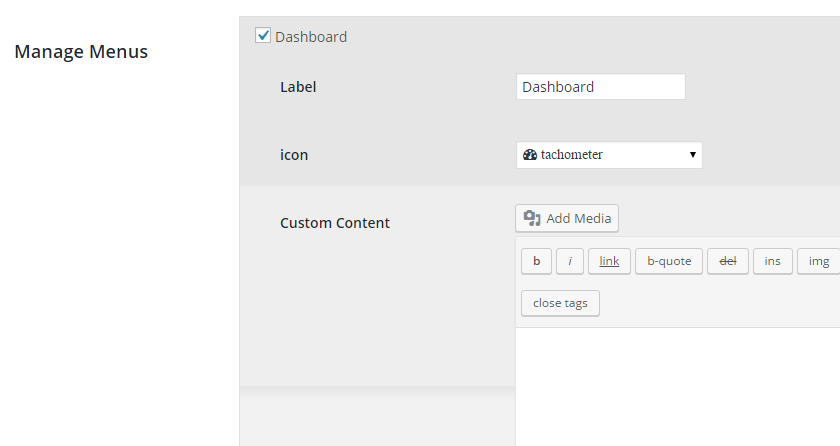 Manage Menus
Dashboard
Label
Dashboard
icon
tachometer
Custom Content
Add Media
b i link b-quote del ins img
close tags